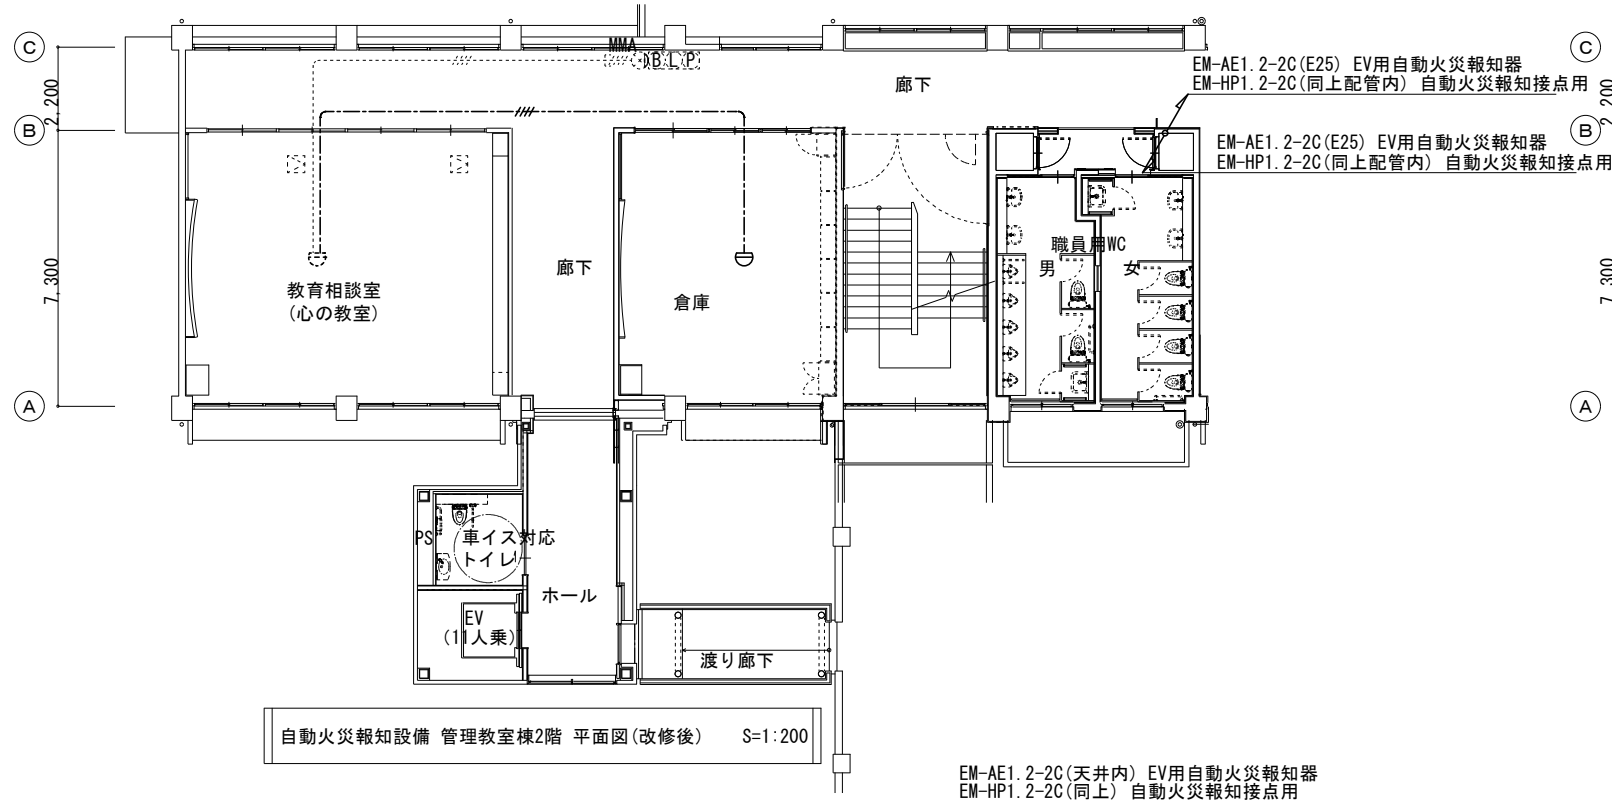 C
C
MMA
B L P
廊下
EM-AE1.2-2C(E25) EV用自動火災報知器
EM-HP1.2-2C(同上配管内) 自動火災報知接点用
2,200
2,200
B
B
EM-AE1.2-2C(E25) EV用自動火災報知器
EM-HP1.2-2C(同上配管内) 自動火災報知接点用
職員用WC
男
女
廊下
7,300
7,300
教育相談室
(心の教室)
倉庫
A
A
PS
車イス対応
トイレ
ホール
EV
(11人乗)
渡り廊下
自動火災報知設備 管理教室棟2階 平面図(改修後) S=1:200
EM-AE1.2-2C(天井内) EV用自動火災報知器
EM-HP1.2-2C(同上) 自動火災報知接点用